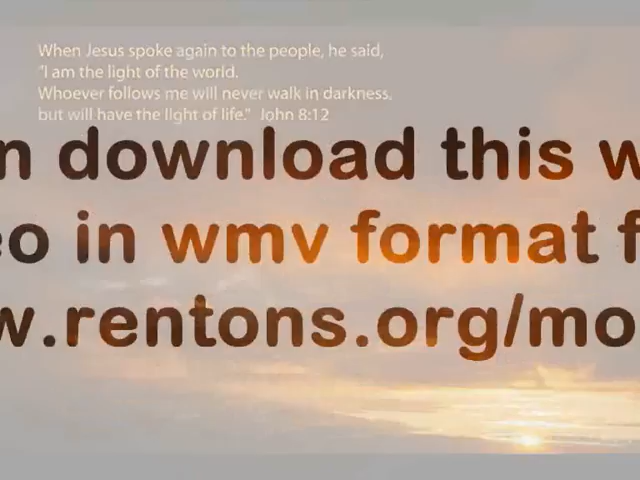 When Jesus spoke again to the people, he said,
"I am the light of the world.
Whoever follows me will never walk in darkness,
but will have the light of life." John 8:12
n download this w
eo in wmv format f
w.rentons.org/mo